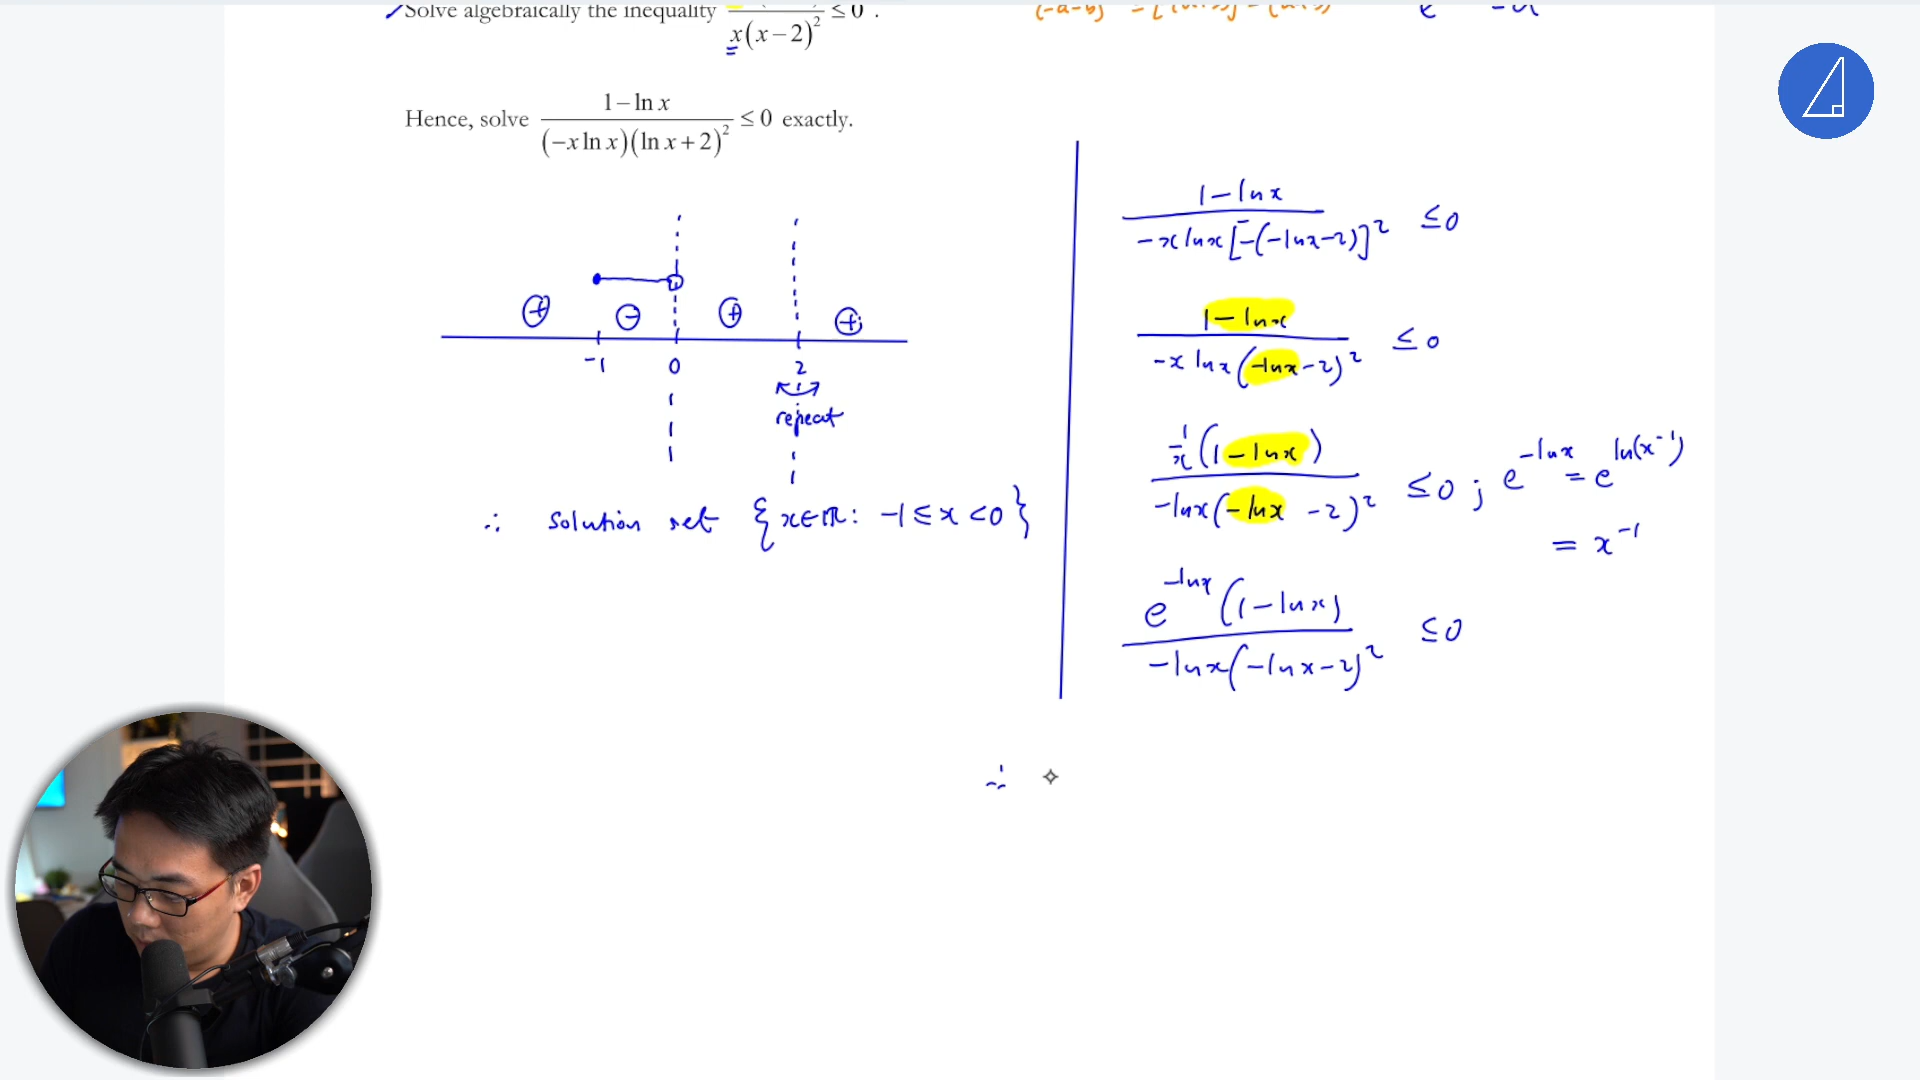 Solve algebraically the inequality x(x−2)² ≤ 0 .
Hence, solve (1−ln x)/((−x ln x)(ln x+2)²) ≤ 0 exactly.
⊕ ⊖ ⊕ ⊕
−1 0 2
repeat
∴ solution set {x∈ℝ: −1≤x<0}
(1−ln x)/(−x ln x[−(−ln x−2)]²) ≤0
(1−ln x)/(−x ln x(−ln x−2)²) ≤0
(1/x(1−ln x))/(−ln x(−ln x−2)²) ≤0 ; e^(−ln x) = e^(ln(x⁻¹))
= x⁻¹
(e^(−ln x)(1−ln x))/(−ln x(−ln x−2)²) ≤0
∴